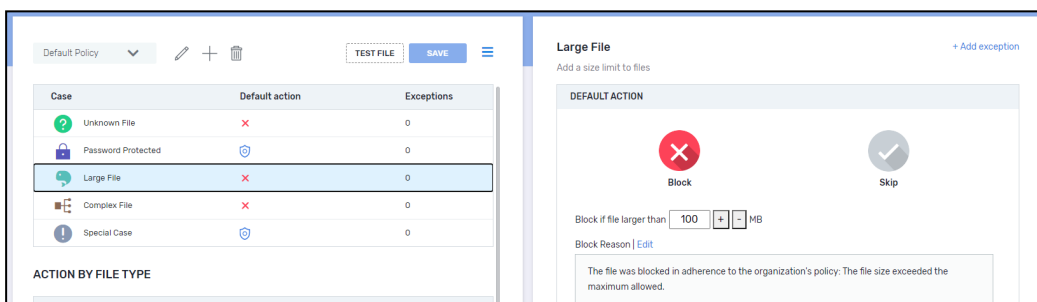 Default Policy
TEST FILE
SAVE
Case Default action Exceptions
Unknown File 0
Password Protected 0
Large File 0
Complex File 0
Special Case 0
ACTION BY FILE TYPE
Large File
+ Add exception
Add a size limit to files
DEFAULT ACTION
Block
Skip
Block if file larger than 100 + - MB
Block Reason | Edit
The file was blocked in adherence to the organization's policy: The file size exceeded the
maximum allowed.